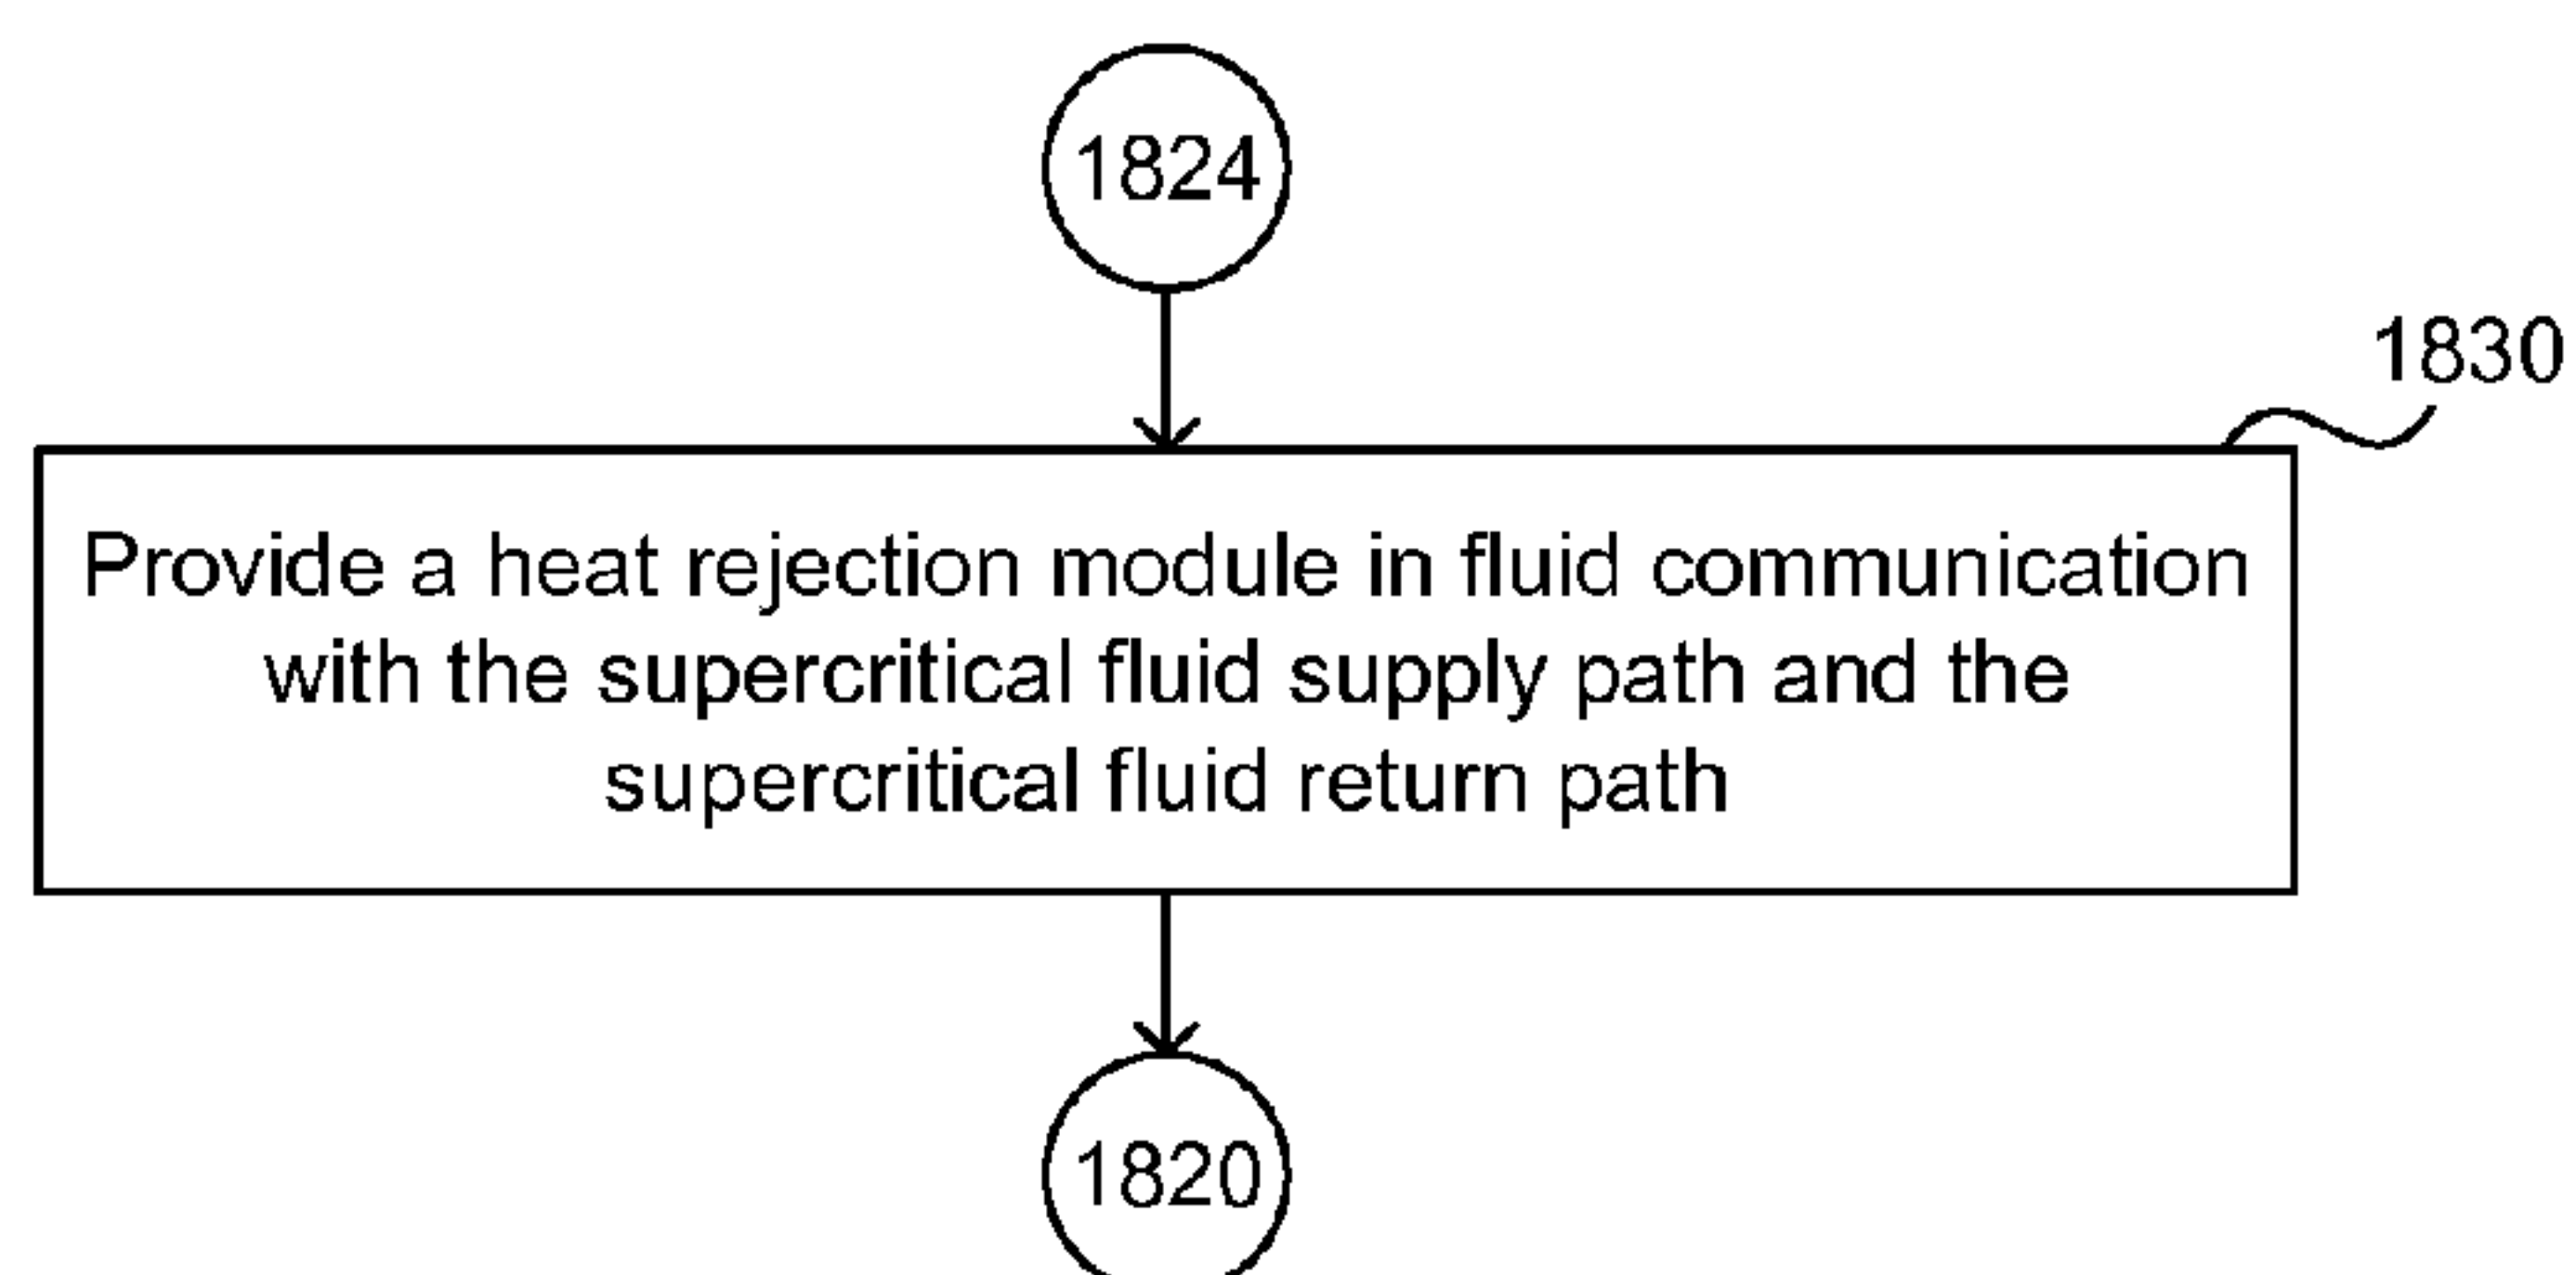 1824
1830
Provide a heat rejection module in fluid communication
with the supercritical fluid supply path and the
supercritical fluid return path
1820